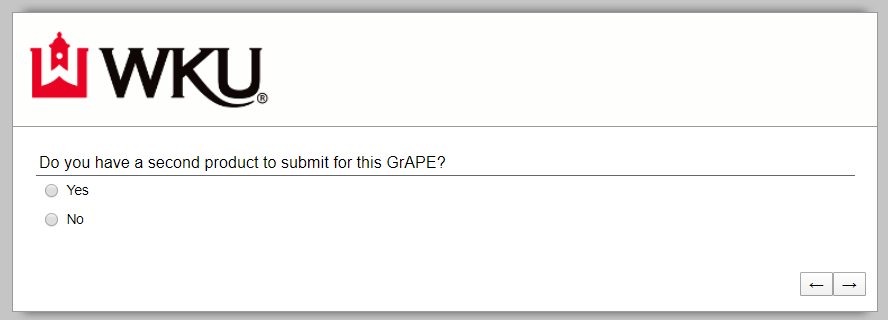 WKU®
Do you have a second product to submit for this GrAPE?
Yes
No
← →